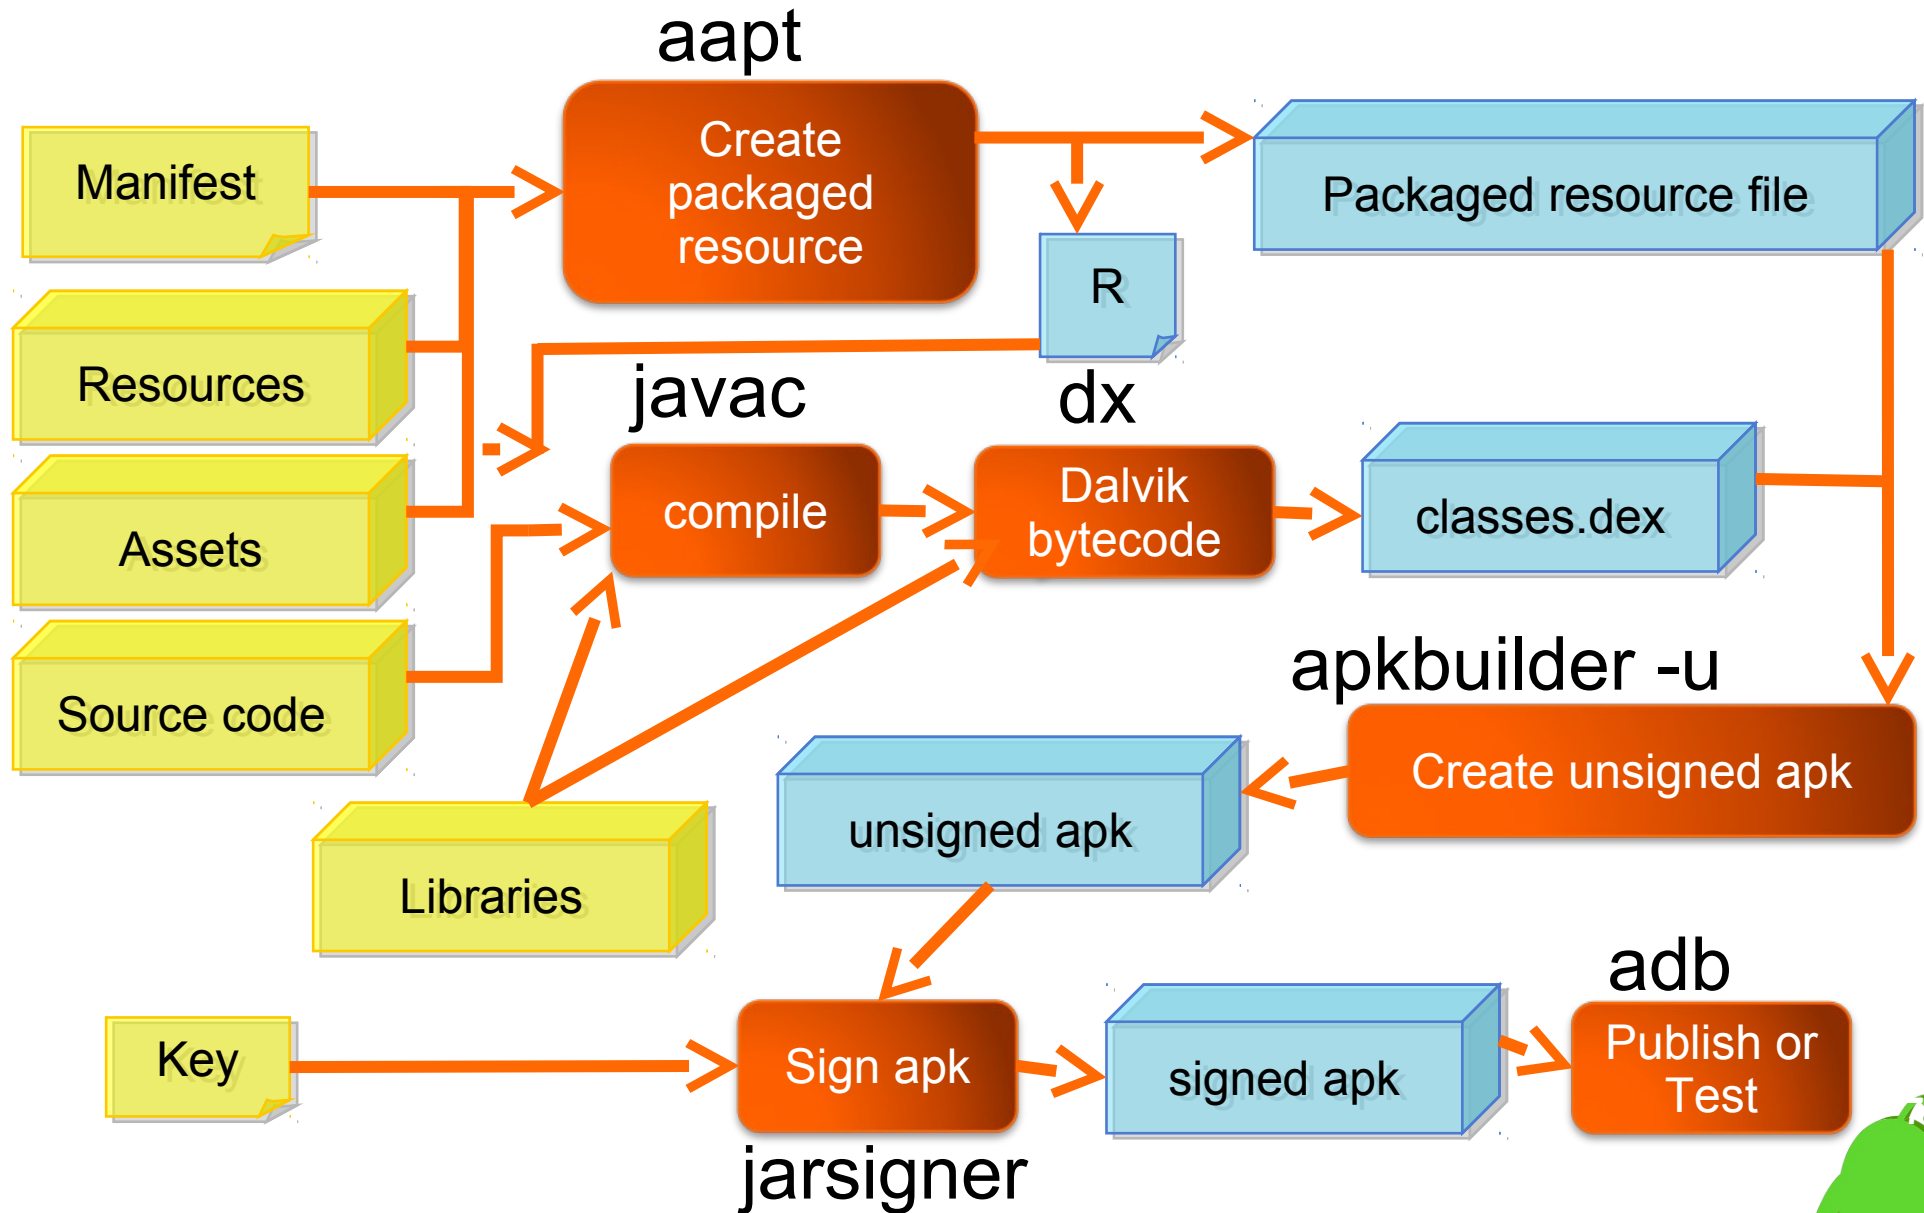 aapt
Manifest
Create
packaged
resource
Packaged resource file
R
Resources
javac
dx
Assets
compile
Dalvik
bytecode
classes.dex
Source code
apkbuilder -u
Create unsigned apk
unsigned apk
Libraries
adb
Key
Sign apk
signed apk
Publish or
Test
jarsigner